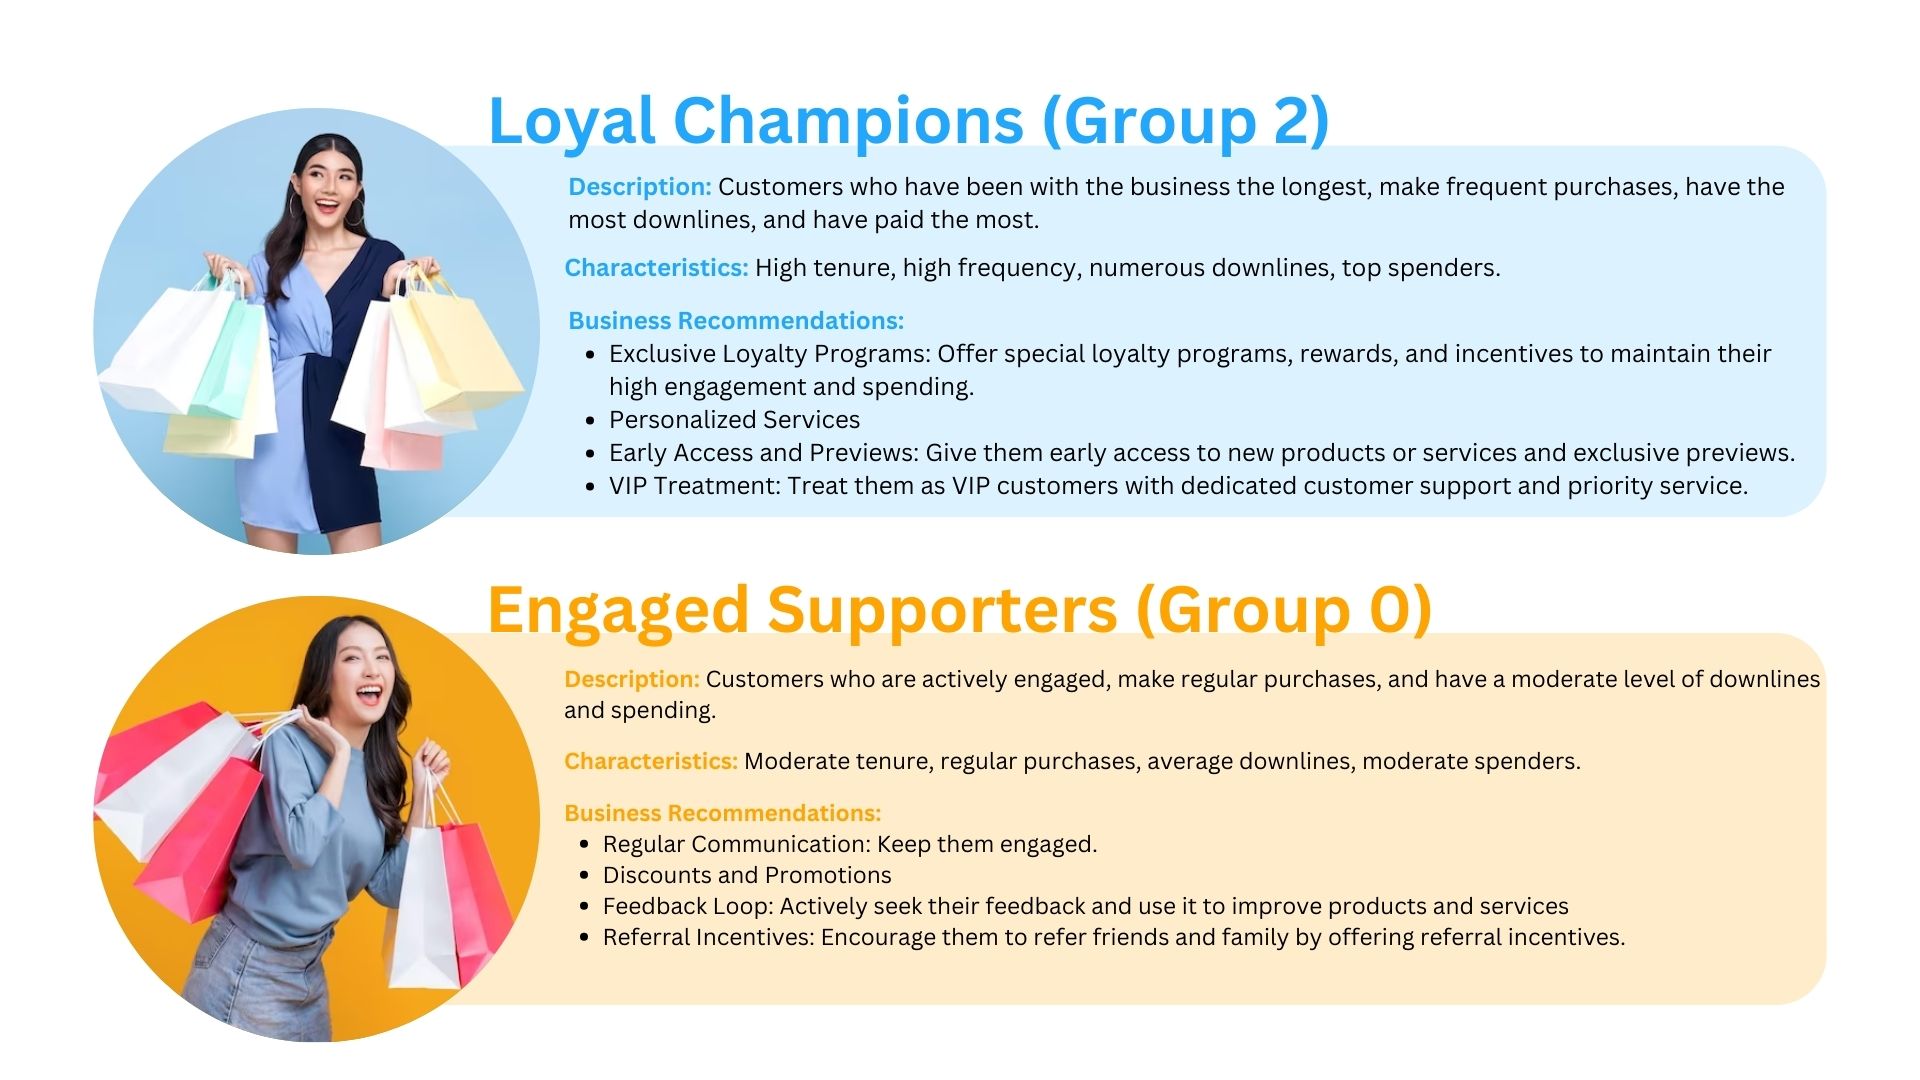 Loyal Champions (Group 2)
Description: Customers who have been with the business the longest, make frequent purchases, have the
most downlines, and have paid the most.
Characteristics: High tenure, high frequency, numerous downlines, top spenders.
Business Recommendations:
• Exclusive Loyalty Programs: Offer special loyalty programs, rewards, and incentives to maintain their
high engagement and spending.
• Personalized Services
• Early Access and Previews: Give them early access to new products or services and exclusive previews.
• VIP Treatment: Treat them as VIP customers with dedicated customer support and priority service.
Engaged Supporters (Group 0)
Description: Customers who are actively engaged, make regular purchases, and have a moderate level of downlines
and spending.
Characteristics: Moderate tenure, regular purchases, average downlines, moderate spenders.
Business Recommendations:
• Regular Communication: Keep them engaged.
• Discounts and Promotions
• Feedback Loop: Actively seek their feedback and use it to improve products and services
• Referral Incentives: Encourage them to refer friends and family by offering referral incentives.